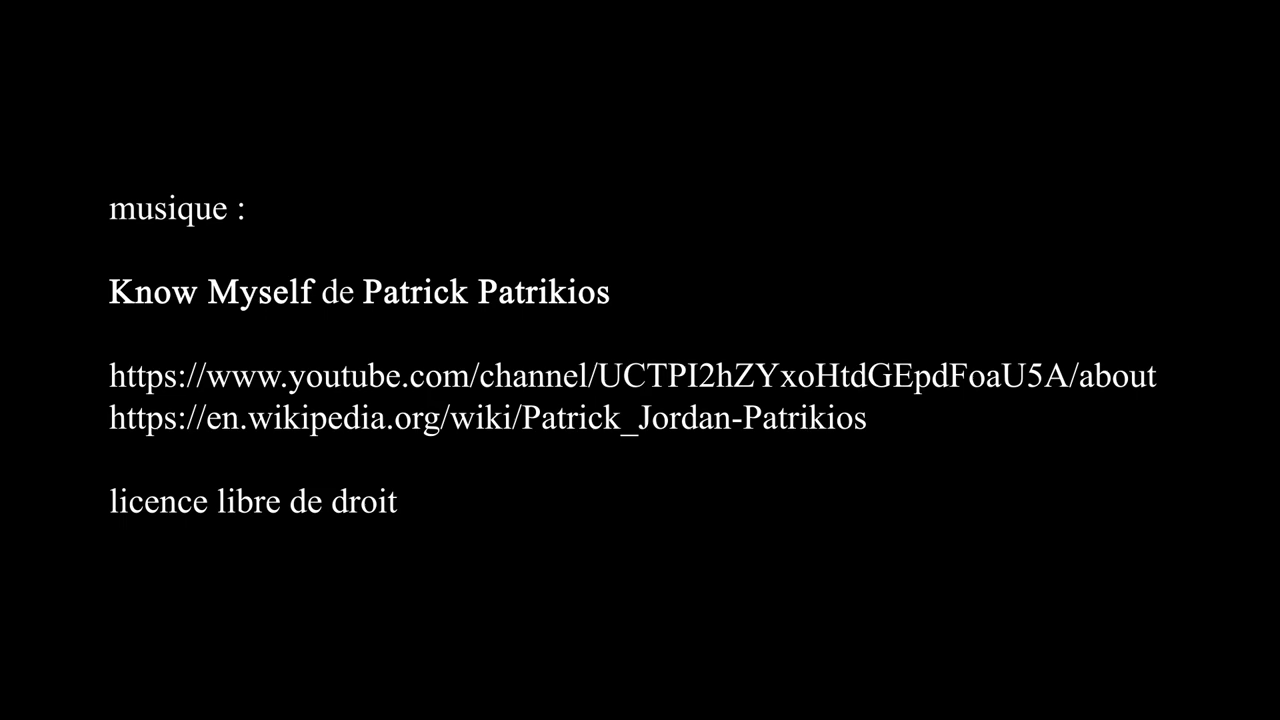 musique :
Know Myself de Patrick Patrikios
https://www.youtube.com/channel/UCTPI2hZYxoHtdGEpdFoaU5A/about
https://en.wikipedia.org/wiki/Patrick_Jordan-Patrikios
licence libre de droit